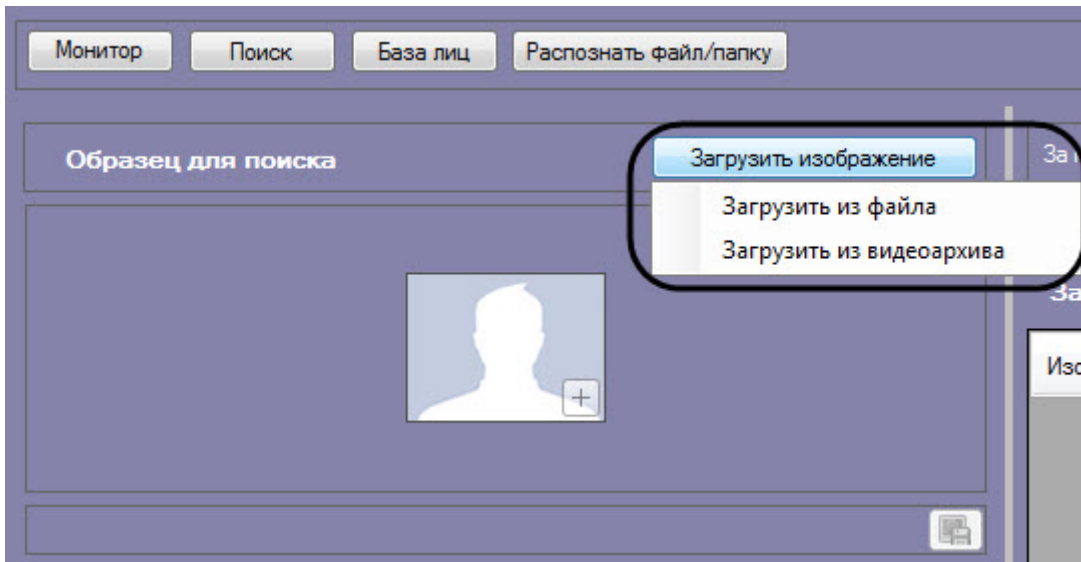 Монитор Поиск База лиц Распознать файл/папку
Образец для поиска Загрузить изображение
Загрузить из файла
Загрузить из видеоархива